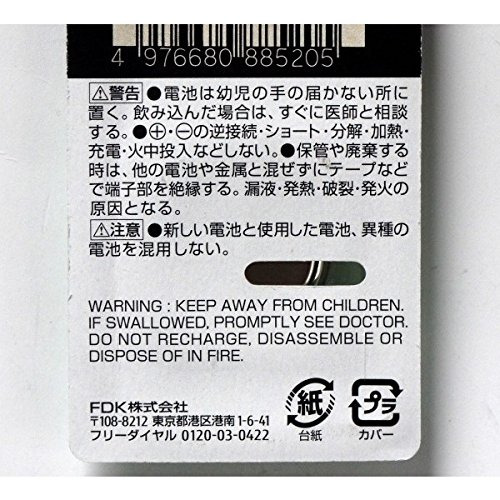 4 976680 885205
⚠警告 ●電池は幼児の手の届かない所に
置く。飲み込んだ場合は、すぐに医師と相談
する。●⊕・⊖の逆接続・ショート・分解・加熱・
充電・火中投入などしない。●保管や廃棄する
時は、他の電池や金属と混ぜずにテープなど
で端子部を絶縁する。漏液・発熱・破裂・発火の
原因となる。
⚠注意 ●新しい電池と使用した電池、異種の
電池を混用しない。
WARNING : KEEP AWAY FROM CHILDREN.
IF SWALLOWED, PROMPTLY SEE DOCTOR.
DO NOT RECHARGE, DISASSEMBLE OR
DISPOSE OF IN FIRE.
FDK株式会社
〒108-8212 東京都港区港南1-6-41
フリーダイヤル 0120-03-0422
紙
台紙
プラ
カバー